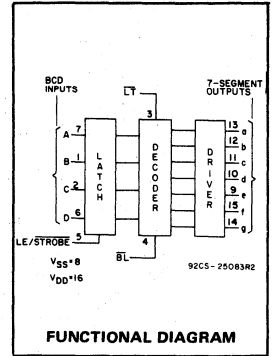 BCD
INPUTS
7-SEGMENT
OUTPUTS
LT
3
7
A
1
B
2
C
6
D
LATCH
DECODER
DRIVER
13 a
12 b
11 c
10 d
9 e
15 f
14 g
5
LE/STROBE
4
BL
VSS=8
VDD=16
92CS-25083R2
FUNCTIONAL DIAGRAM